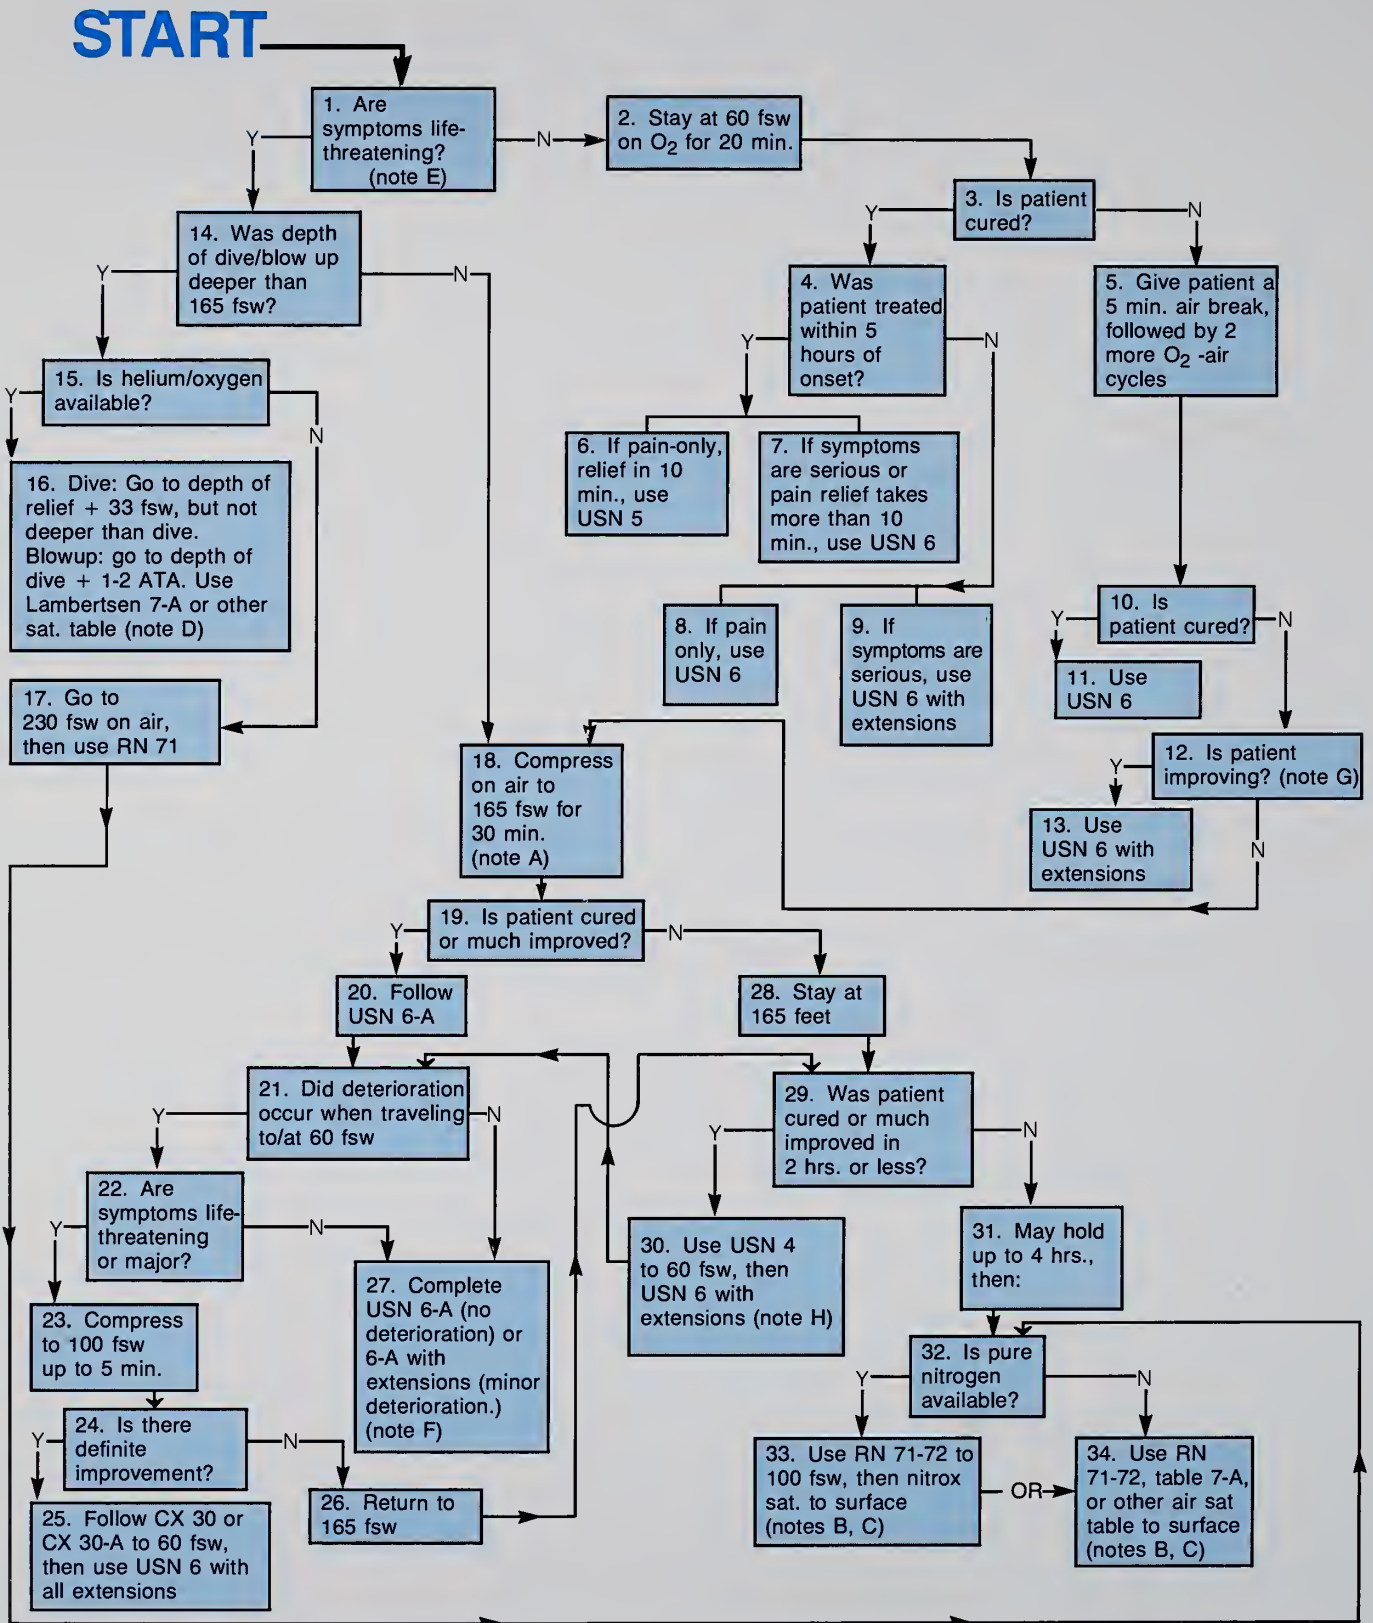 START
1. Are
symptoms life-
threatening?
(note E)
Y
N
2. Stay at 60 fsw
on O2 for 20 min.
3. Is patient
cured?
Y
N
14. Was depth
of dive/blow up
deeper than
165 fsw?
Y
N
4. Was
patient treated
within 5
hours of
onset?
Y
N
5. Give patient a
5 min. air break,
followed by 2
more O2 -air
cycles
15. Is helium/oxygen
available?
Y
N
6. If pain-only,
relief in 10
min., use
USN 5
7. If symptoms
are serious or
pain relief takes
more than 10
min., use USN 6
16. Dive: Go to depth of
relief + 33 fsw, but not
deeper than dive.
Blowup: go to depth of
dive + 1-2 ATA. Use
Lambertsen 7-A or other
sat. table (note D)
8. If pain
only, use
USN 6
9. If
symptoms are
serious, use
USN 6 with
extensions
10. Is
patient cured?
Y
N
11. Use
USN 6
17. Go to
230 fsw on air,
then use RN 71
18. Compress
on air to
165 fsw for
30 min.
(note A)
12. Is patient
improving? (note G)
Y
N
13. Use
USN 6 with
extensions
19. Is patient cured
or much improved?
Y
N
20. Follow
USN 6-A
28. Stay at
165 feet
21. Did deterioration
occur when traveling
to/at 60 fsw
Y
N
29. Was patient
cured or much
improved in
2 hrs. or less?
Y
N
22. Are
symptoms life-
threatening
or major?
Y
N
30. Use USN 4
to 60 fsw, then
USN 6 with
extensions (note H)
31. May hold
up to 4 hrs.,
then:
27. Complete
USN 6-A (no
deterioration) or
6-A with
extensions (minor
deterioration.)
(note F)
23. Compress
to 100 fsw
up to 5 min.
32. Is pure
nitrogen
available?
Y
N
24. Is there
definite
improvement?
Y
N
33. Use RN 71-72 to
100 fsw, then nitrox
sat. to surface
(notes B, C)
OR
34. Use RN
71-72, table 7-A,
or other air sat
table to surface
(notes B, C)
26. Return to
165 fsw
25. Follow CX 30 or
CX 30-A to 60 fsw,
then use USN 6 with
all extensions